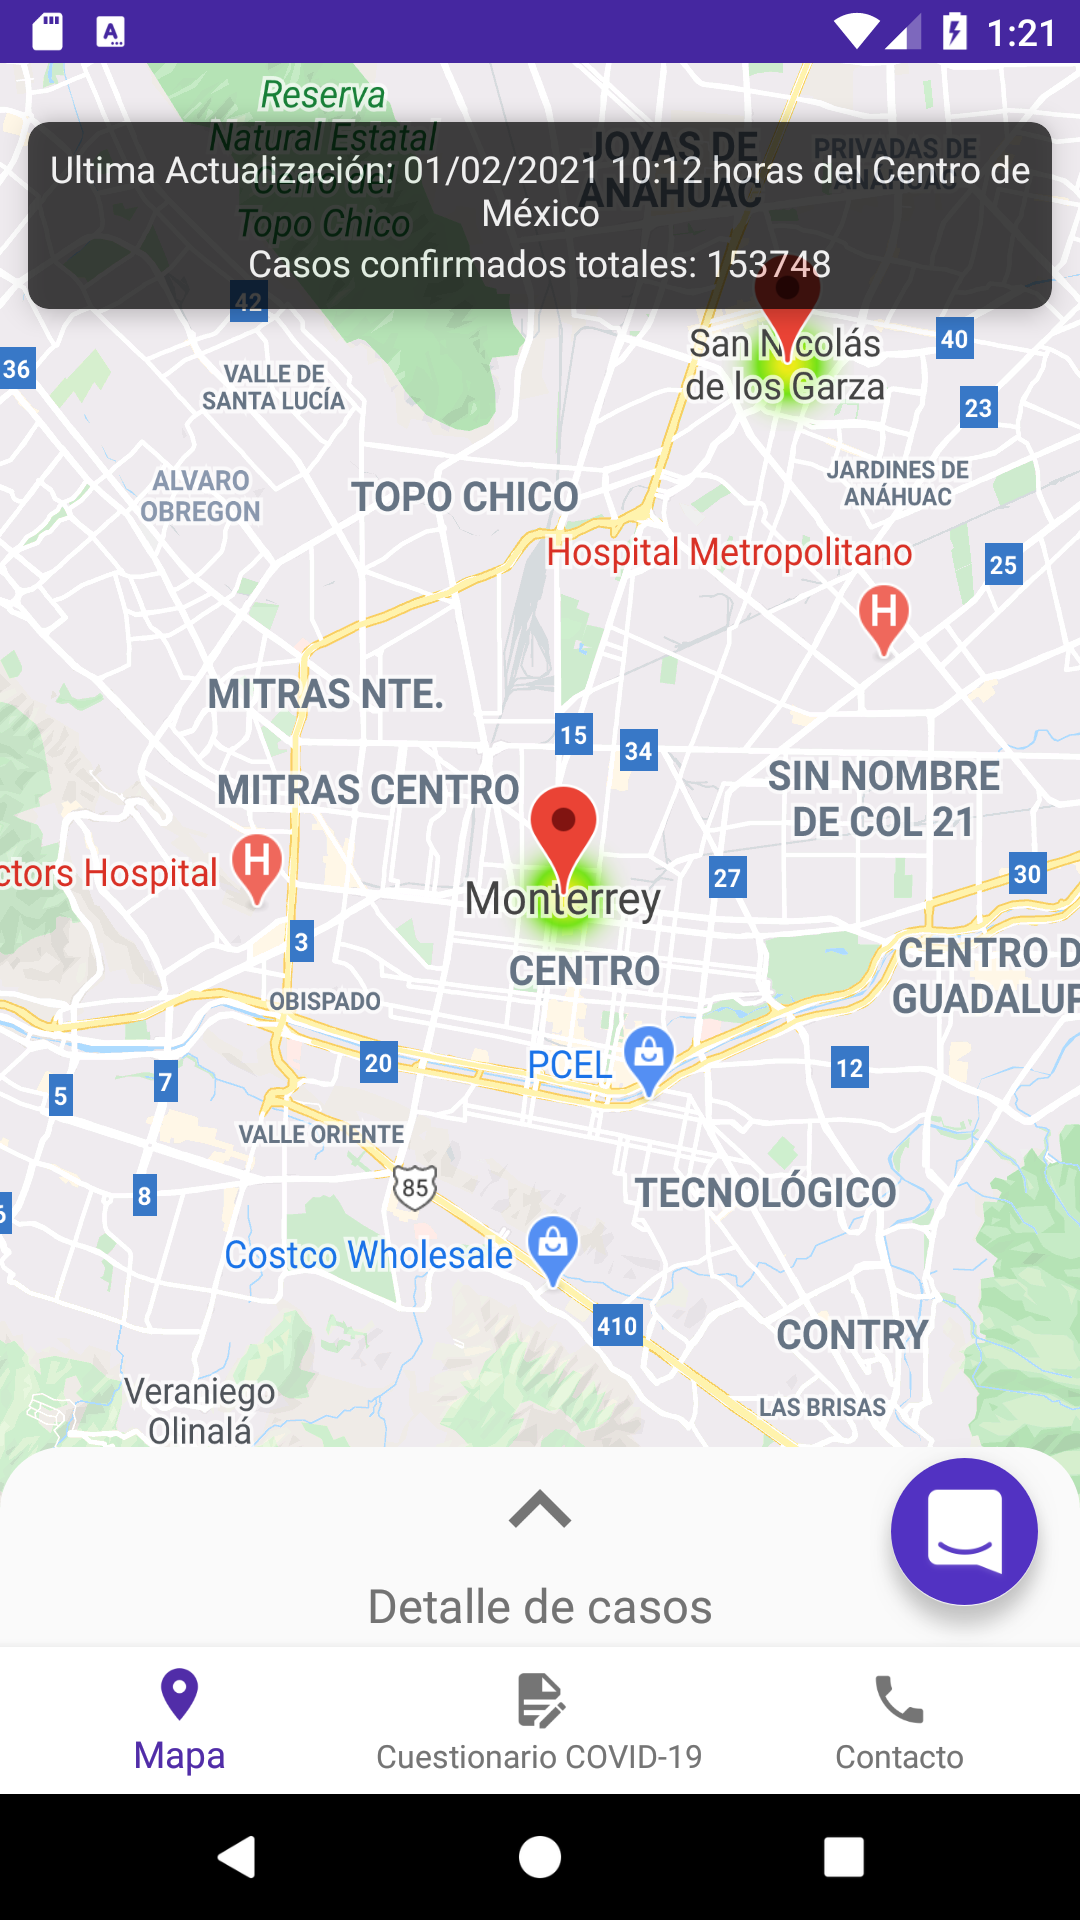 1:21
Reserva
Natural Estatal
Cerro del
Topo Chico
JOYAS DE
ANAHUAC
PRIVADAS DE
ANAHUAC
Ultima Actualización: 01/02/2021 10:12 horas del Centro de
México
Casos confirmados totales: 153748
42
36
40
23
San Nicolás
de los Garza
VALLE DE
SANTA LUCÍA
JARDINES DE
ANÁHUAC
ALVARO
OBREGON
TOPO CHICO
Hospital Metropolitano
25
H
MITRAS NTE.
15
34
MITRAS CENTRO
SIN NOMBRE
DE COL 21
ctors Hospital
H
27
30
Monterrey
3
CENTRO
CENTRO D
GUADALUP
OBISPADO
20
PCEL
12
7
5
VALLE ORIENTE
8
85
6
TECNOLÓGICO
Costco Wholesale
410
CONTRY
Veraniego
Olinalá
LAS BRISAS
Detalle de casos
Mapa
Cuestionario COVID-19
Contacto